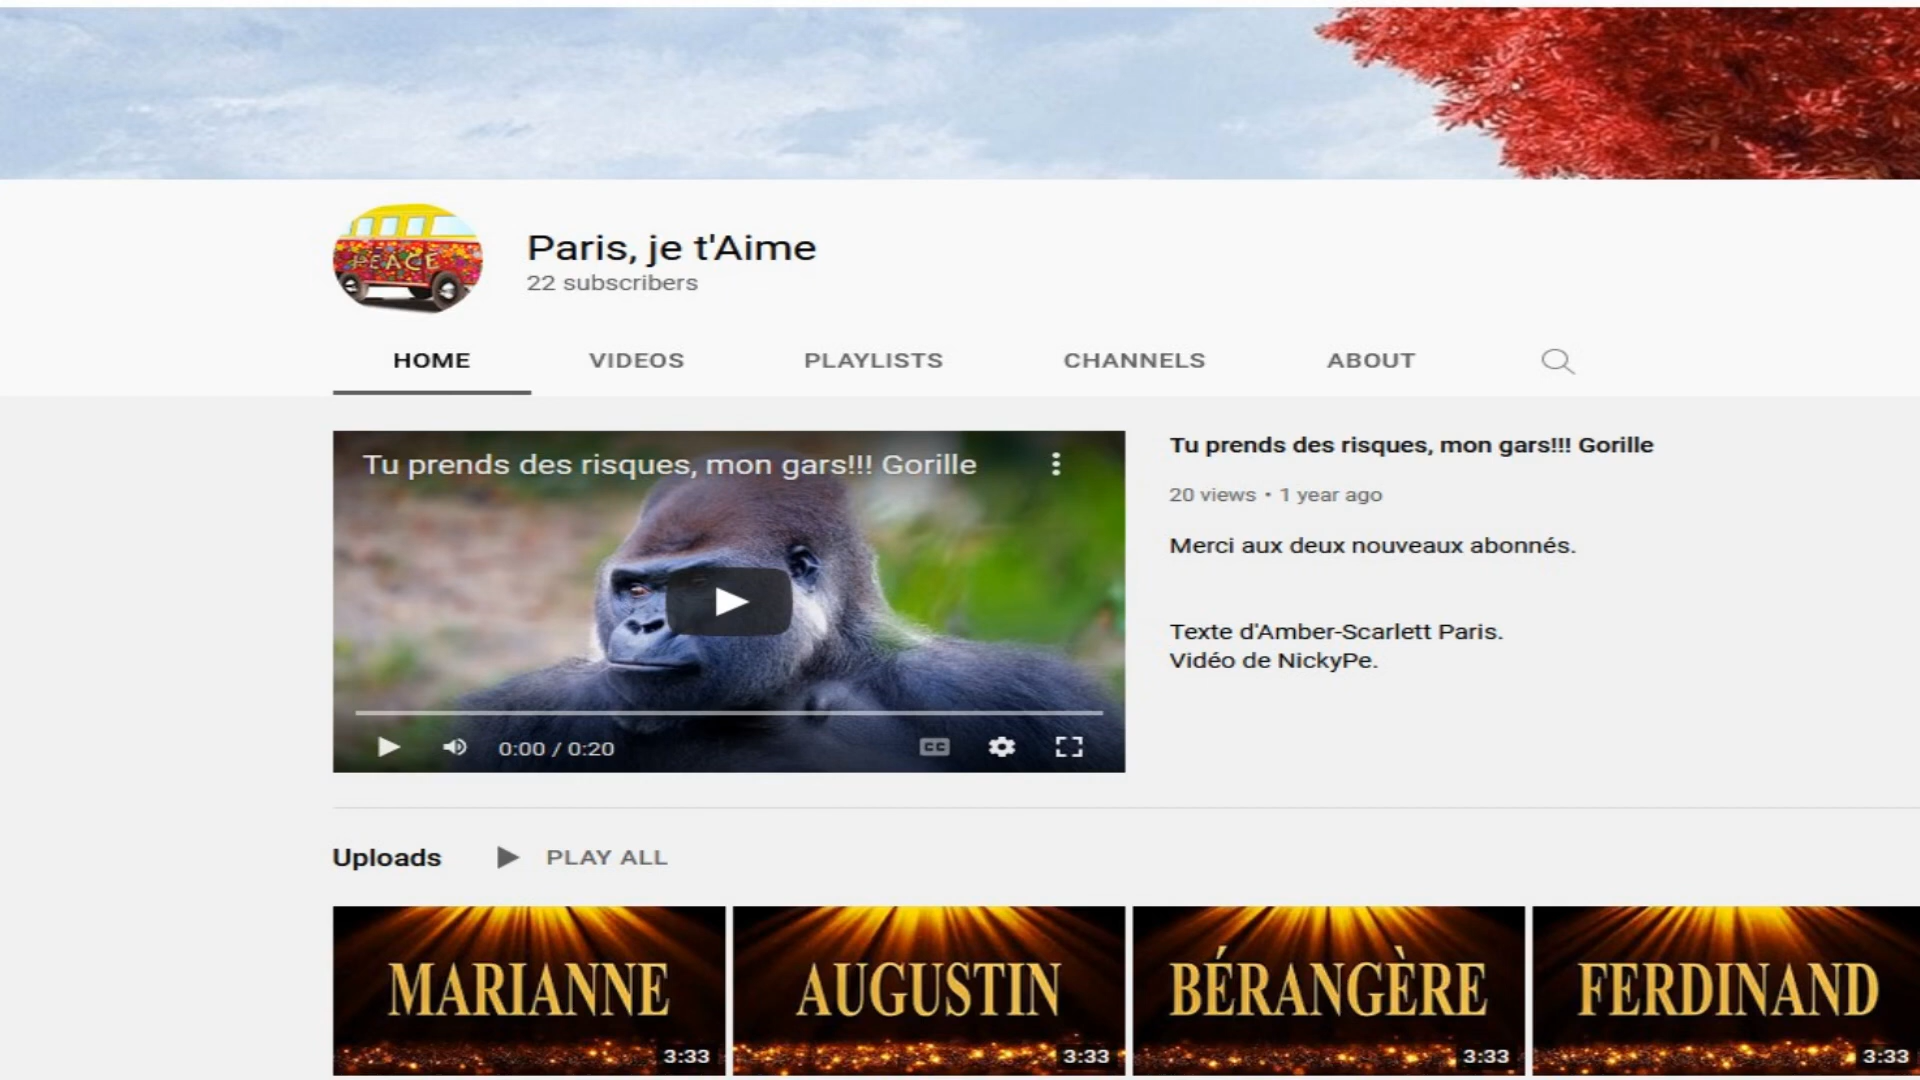 PEACE
Paris, je t'Aime
22 subscribers
HOME VIDEOS PLAYLISTS CHANNELS ABOUT
Tu prends des risques, mon gars!!! Gorille
0:00 / 0:20
CC
Tu prends des risques, mon gars!!! Gorille
20 views • 1 year ago
Merci aux deux nouveaux abonnés.
Texte d'Amber-Scarlett Paris.
Vidéo de NickyPe.
Uploads PLAY ALL
MARIANNE
3:33
AUGUSTIN
3:33
BÉRANGÈRE
3:33
FERDINAND
3:33